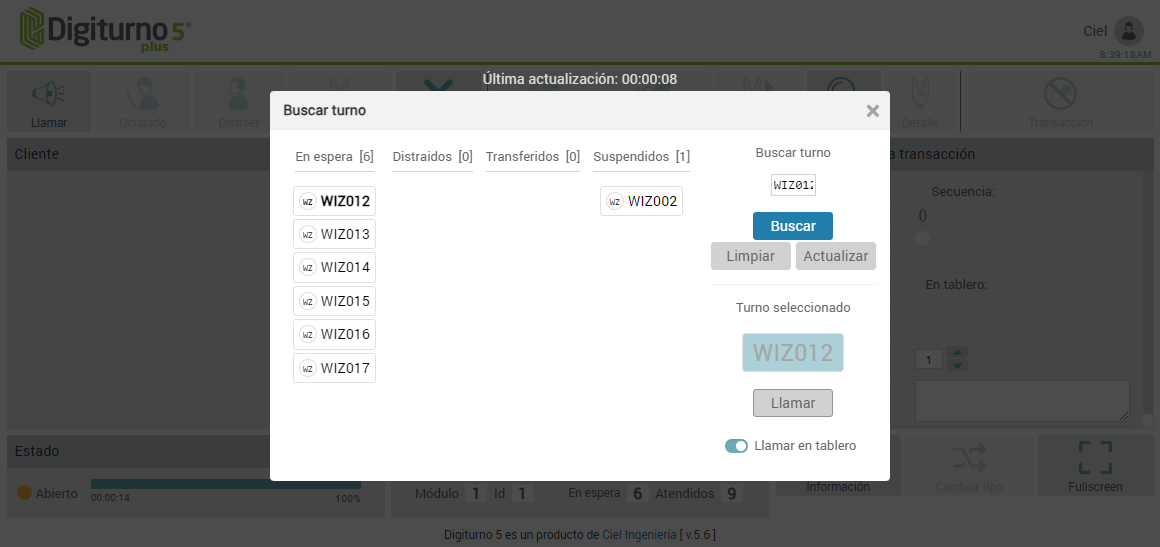 Digiturno 5®
plus
Ciel
8:39:18AM
Última actualización: 00:00:08
Llamar
Ocupado
Distraer
Detalle
Transacción
Buscar turno
Cliente
a transacción
En espera [6]
Distraidos [0]
Transferidos [0]
Suspendidos [1]
Buscar turno
WIZ012
Buscar
Limpiar
Actualizar
wz WIZ012
wz WIZ013
wz WIZ014
wz WIZ015
wz WIZ016
wz WIZ017
wz WIZ002
Turno seleccionado
WIZ012
Llamar
Llamar en tablero
Secuencia:
()
En tablero:
1
Estado
Abierto
00:00:14
100%
Módulo 1 Id 1
En espera 6 Atendidos 9
Información
Cambiar tipo
Fullscreen
Digiturno 5 es un producto de Ciel Ingeniería [ v.5.6 ]